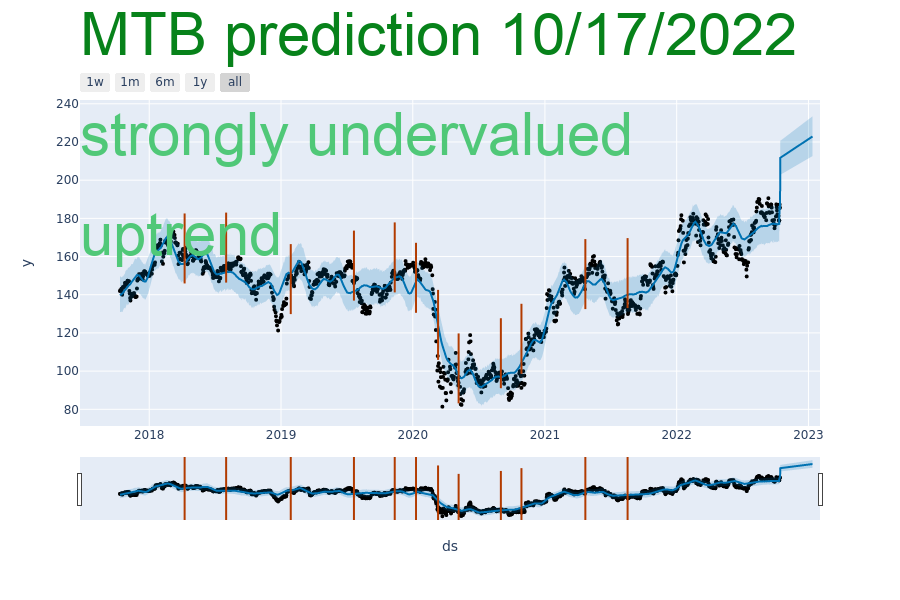 MTB prediction 10/17/2022
1w 1m 6m 1y all
strongly undervalued
uptrend
240
220
200
180
160
140
120
100
80
y
2018 2019 2020 2021 2022 2023
ds